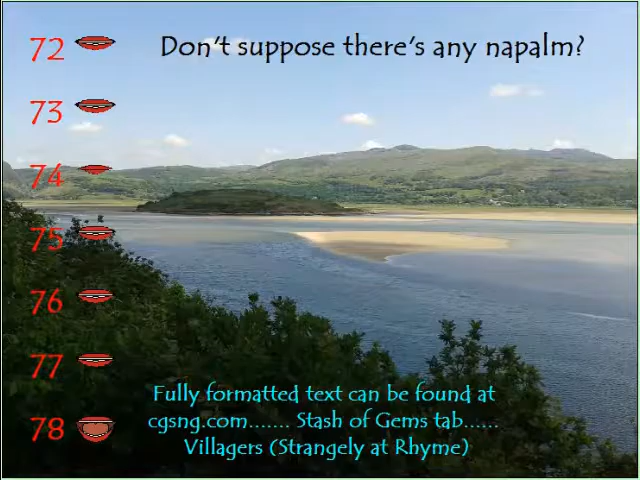 72 Don't suppose there's any napalm?
73
74
75
76
77
78
Fully formatted text can be found at
cgsng.com....... Stash of Gems tab......
Villagers (Strangely at Rhyme)